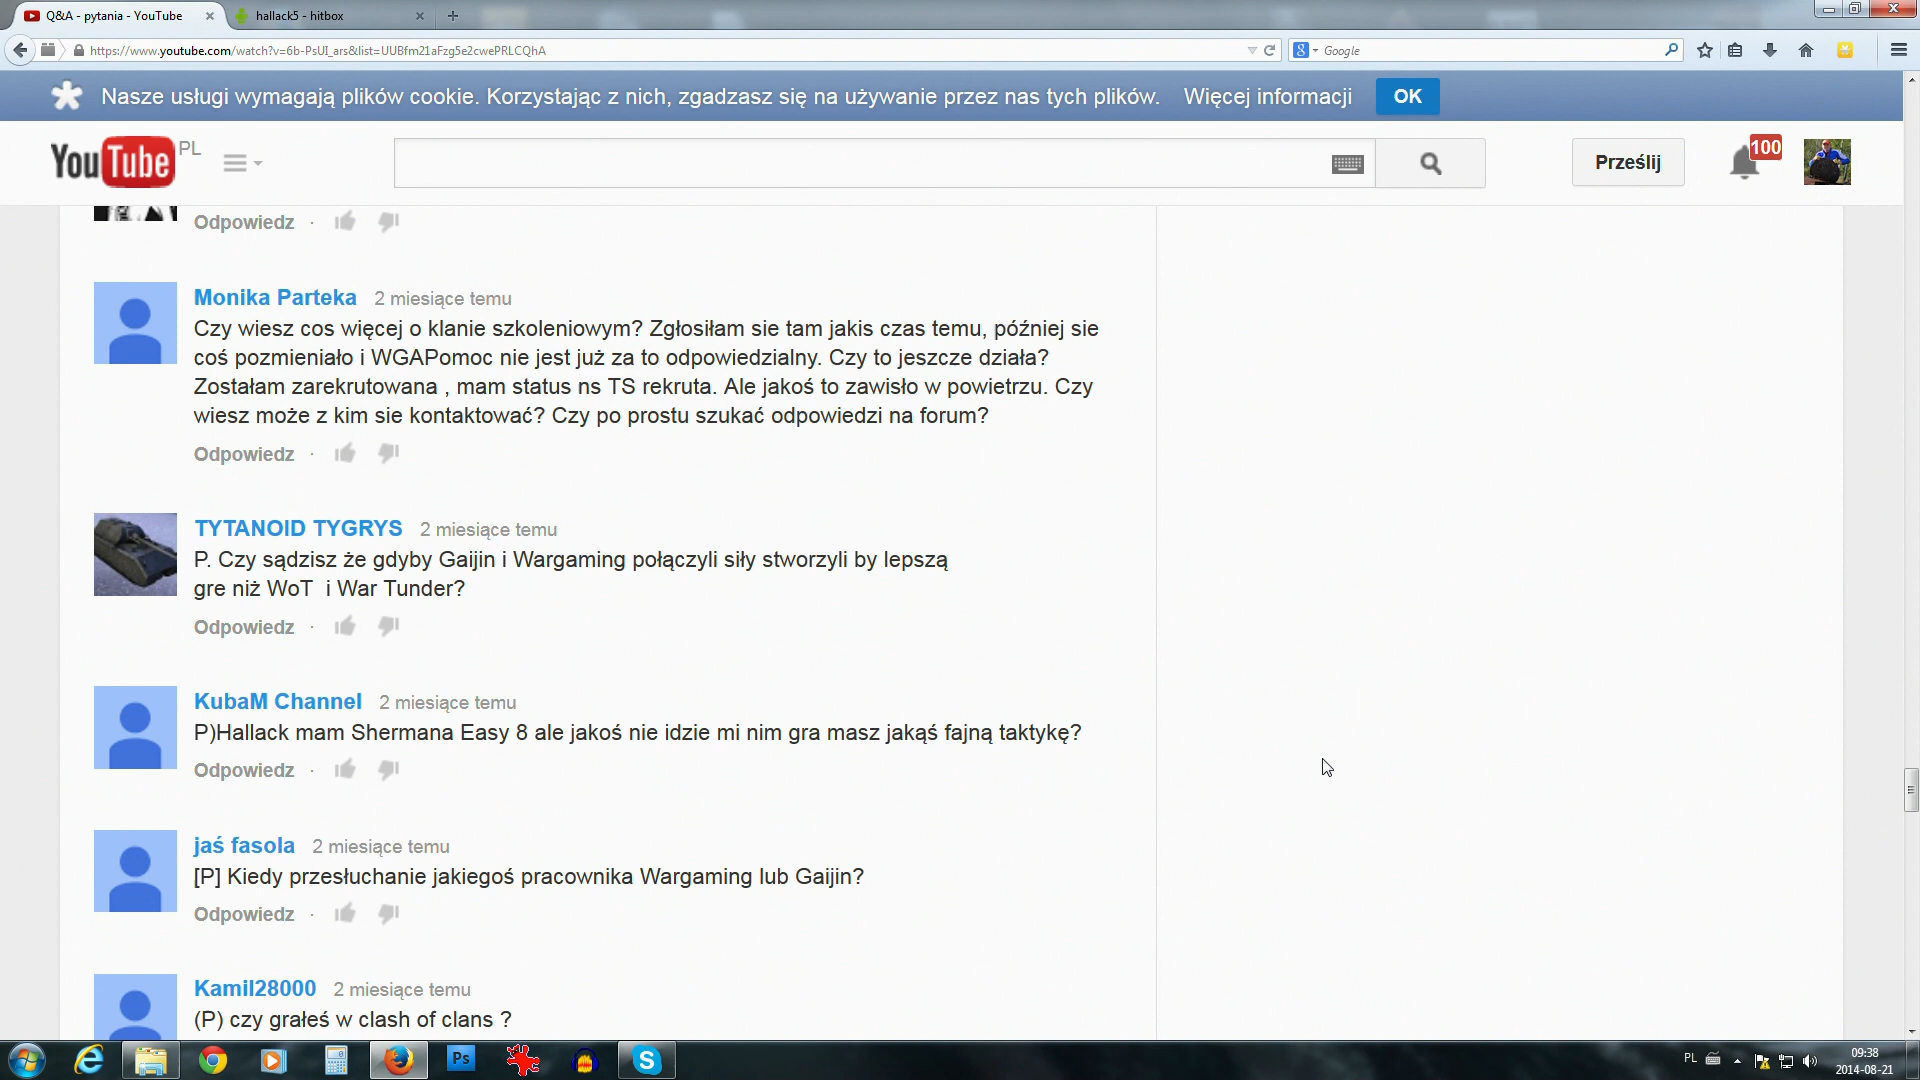 Q&A - pytania - YouTube
hallack5 - hitbox
https://www.youtube.com/watch?v=6b-PsUI_ars&list=UUBfm21aFzg5e2cwePRLCQhA
Google
Nasze usługi wymagają plików cookie. Korzystając z nich, zgadzasz się na używanie przez nas tych plików. Więcej informacji OK
YouTube PL
Prześlij
100
Odpowiedz ·
Monika Parteka 2 miesiące temu
Czy wiesz cos więcej o klanie szkoleniowym? Zgłosiłam sie tam jakis czas temu, później sie
coś pozmieniało i WGAPomoc nie jest już za to odpowiedzialny. Czy to jeszcze działa?
Zostałam zarekrutowana , mam status ns TS rekruta. Ale jakoś to zawisło w powietrzu. Czy
wiesz może z kim sie kontaktować? Czy po prostu szukać odpowiedzi na forum?
Odpowiedz ·
TYTANOID TYGRYS 2 miesiące temu
P. Czy sądzisz że gdyby Gaijin i Wargaming połączyli siły stworzyli by lepszą
gre niż WoT  i War Tunder?
Odpowiedz ·
KubaM Channel 2 miesiące temu
P)Hallack mam Shermana Easy 8 ale jakoś nie idzie mi nim gra masz jakąś fajną taktykę?
Odpowiedz ·
jaś fasola 2 miesiące temu
[P] Kiedy przesłuchanie jakiegoś pracownika Wargaming lub Gaijin?
Odpowiedz ·
Kamil28000 2 miesiące temu
(P) czy grałeś w clash of clans ?
Ps
PL
09:38
2014-08-21